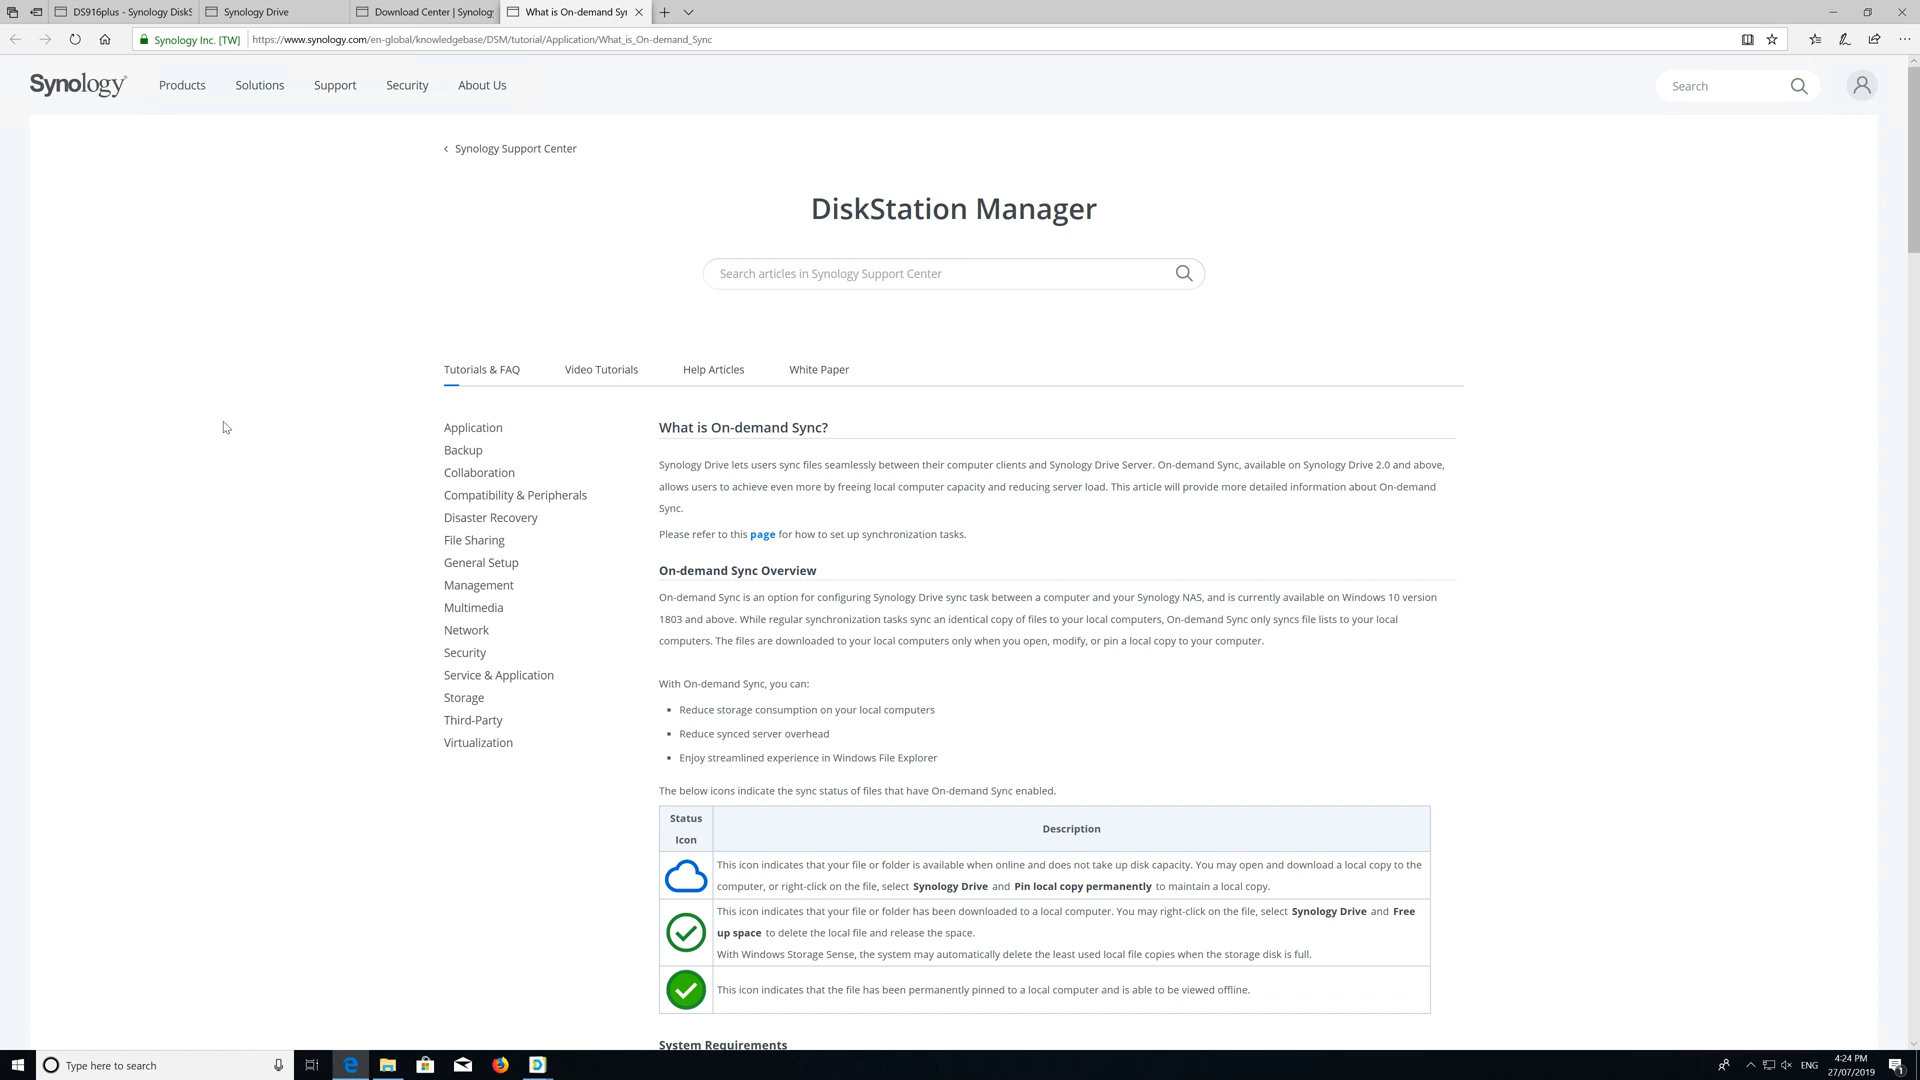 DS916plus - Synology DiskS
Synology Drive
Download Center | Synology
What is On-demand Syn
Synology Inc. [TW]
https://www.synology.com/en-global/knowledgebase/DSM/tutorial/Application/What_is_On-demand_Sync
Synology
Products
Solutions
Support
Security
About Us
Search
Synology Support Center
DiskStation Manager
Search articles in Synology Support Center
Tutorials & FAQ
Video Tutorials
Help Articles
White Paper
Application
Backup
Collaboration
Compatibility & Peripherals
Disaster Recovery
File Sharing
General Setup
Management
Multimedia
Network
Security
Service & Application
Storage
Third-Party
Virtualization
What is On-demand Sync?
Synology Drive lets users sync files seamlessly between their computer clients and Synology Drive Server. On-demand Sync, available on Synology Drive 2.0 and above,
allows users to achieve even more by freeing local computer capacity and reducing server load. This article will provide more detailed information about On-demand
Sync.
Please refer to this page for how to set up synchronization tasks.
On-demand Sync Overview
On-demand Sync is an option for configuring Synology Drive sync task between a computer and your Synology NAS, and is currently available on Windows 10 version
1803 and above. While regular synchronization tasks sync an identical copy of files to your local computers, On-demand Sync only syncs file lists to your local
computers. The files are downloaded to your local computers only when you open, modify, or pin a local copy to your computer.
With On-demand Sync, you can:
Reduce storage consumption on your local computers
Reduce synced server overhead
Enjoy streamlined experience in Windows File Explorer
The below icons indicate the sync status of files that have On-demand Sync enabled.
Status
Icon
Description
This icon indicates that your file or folder is available when online and does not take up disk capacity. You may open and download a local copy to the
computer, or right-click on the file, select Synology Drive and Pin local copy permanently to maintain a local copy.
This icon indicates that your file or folder has been downloaded to a local computer. You may right-click on the file, select Synology Drive and Free
up space to delete the local file and release the space.
With Windows Storage Sense, the system may automatically delete the least used local file copies when the storage disk is full.
This icon indicates that the file has been permanently pinned to a local computer and is able to be viewed offline.
System Requirements
Type here to search
ENG
4:24 PM
27/07/2019
1